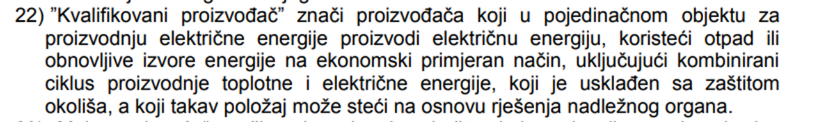 22) ”Kvalifikovani proizvođač” znači proizvođača koji u pojedinačnom objektu za
proizvodnju električne energije proizvodi električnu energiju, koristeći otpad ili
obnovljive izvore energije na ekonomski primjeran način, uključujući kombinirani
ciklus proizvodnje toplotne i električne energije, koji je usklađen sa zaštitom
okoliša, a koji takav položaj može steći na osnovu rješenja nadležnog organa.